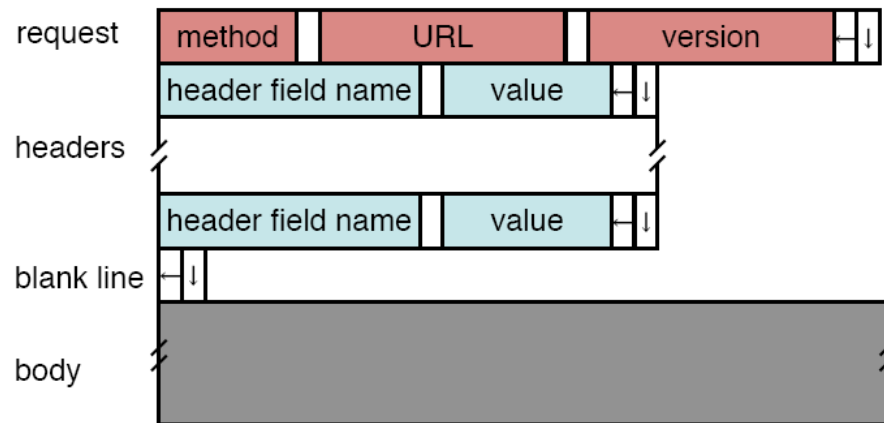 request method URL version ← ↓
header field name value ← ↓
headers
header field name value ← ↓
blank line ← ↓
body